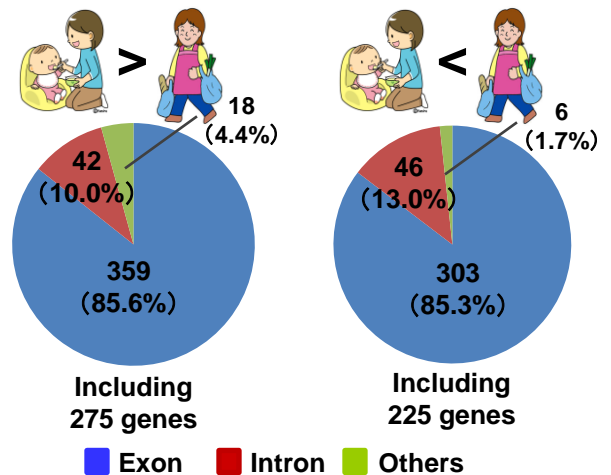 >
<
18
(4.4%)
6
(1.7%)
42
(10.0%)
46
(13.0%)
359
(85.6%)
303
(85.3%)
Including
275 genes
Including
225 genes
Exon
Intron
Others